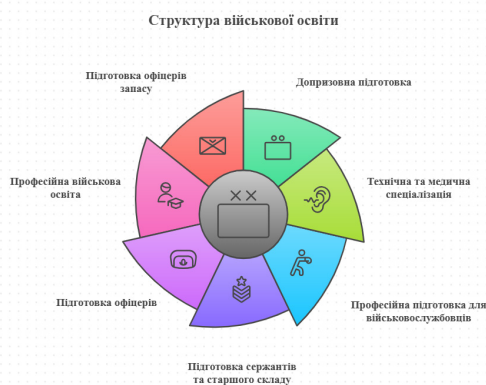 Структура військової освіти
Підготовка офіцерів
запасу
Допризовна підготовка
Професійна військова
освіта
Технічна та медична
спеціалізація
Підготовка офіцерів
Професійна підготовка для
військовослужбовців
Підготовка сержантів
та старшого складу